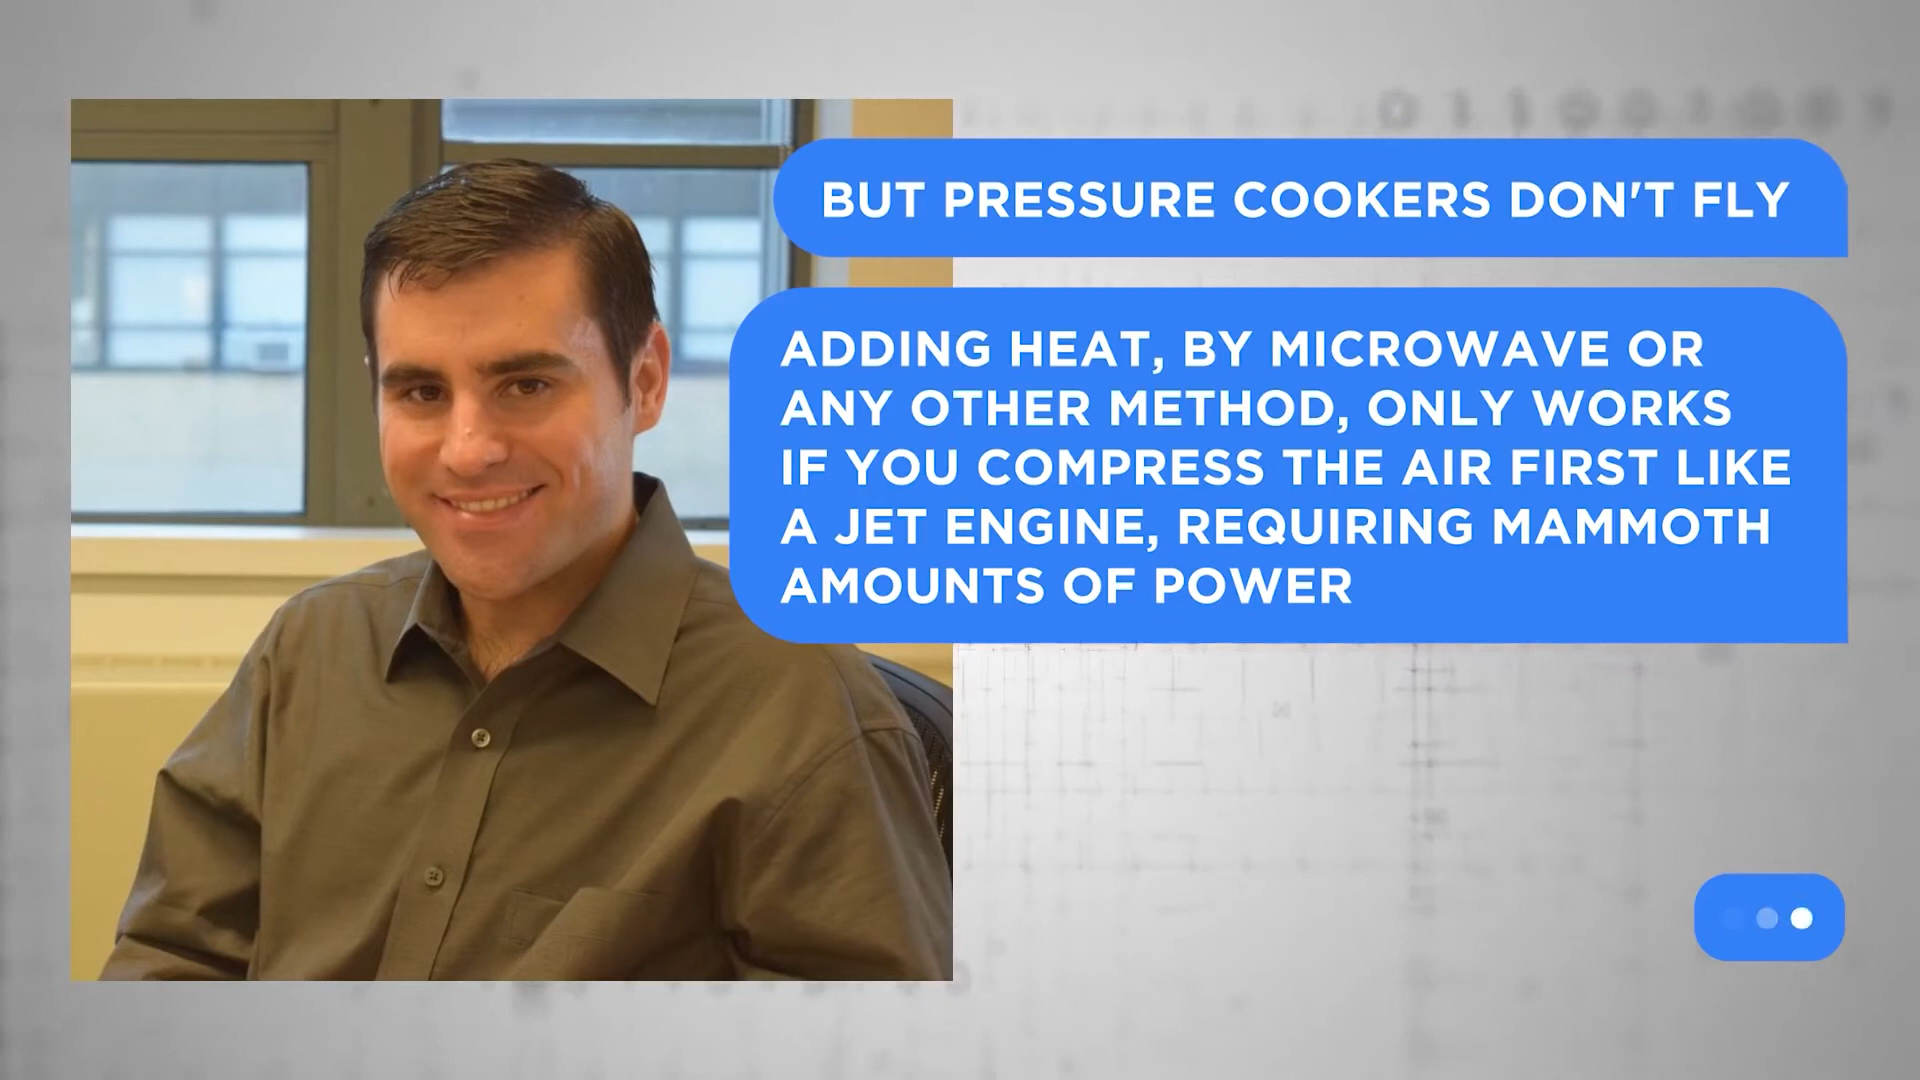 BUT PRESSURE COOKERS DON'T FLY
ADDING HEAT, BY MICROWAVE OR
ANY OTHER METHOD, ONLY WORKS
IF YOU COMPRESS THE AIR FIRST LIKE
A JET ENGINE, REQUIRING MAMMOTH
AMOUNTS OF POWER